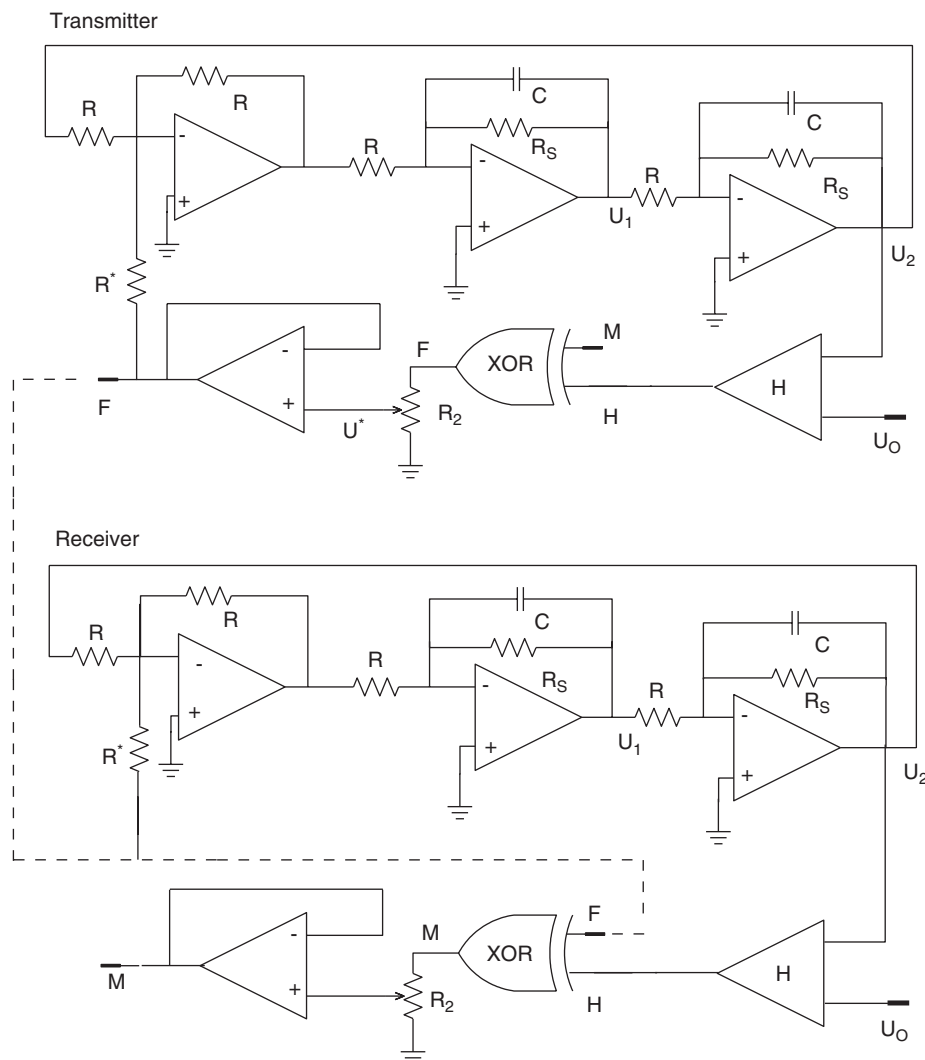 Transmitter
R
R
R
C
R_S
U_1
R
C
R_S
U_2
R^*
F
-
+
-
+
-
+
-
+
U^*
F
R_2
XOR
M
H
H
U_O
Receiver
R
R
R
C
R_S
U_1
R
C
R_S
U_2
R^*
-
+
-
+
-
+
M
-
+
M
R_2
XOR
F
H
H
U_O